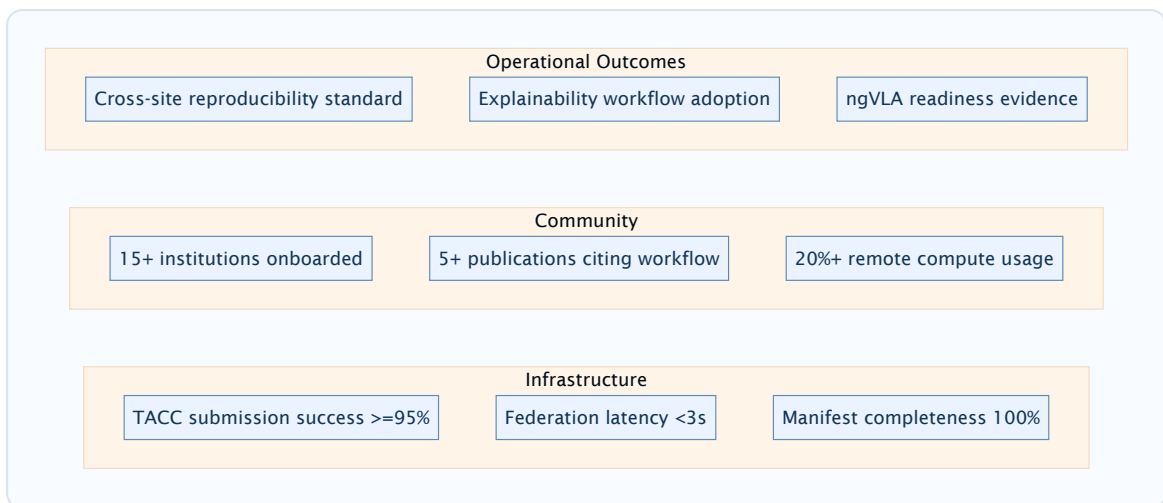 Operational Outcomes
Cross-site reproducibility standard
Explainability workflow adoption
ngVLA readiness evidence
Community
15+ institutions onboarded
5+ publications citing workflow
20%+ remote compute usage
Infrastructure
TACC submission success >=95%
Federation latency <3s
Manifest completeness 100%